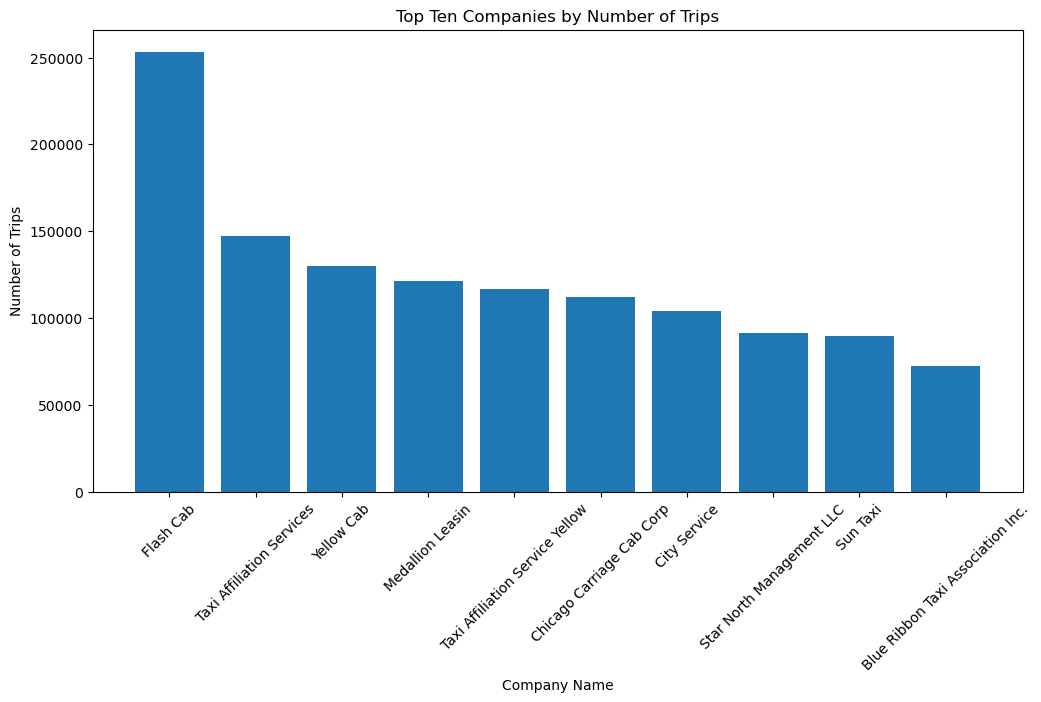 Top Ten Companies by Number of Trips
Number of Trips
250000
200000
150000
100000
50000
0
Flash Cab
Taxi Affiliation Services
Yellow Cab
Medallion Leasin
Taxi Affiliation Service Yellow
Chicago Carriage Cab Corp
City Service
Star North Management LLC
Sun Taxi
Blue Ribbon Taxi Association Inc.
Company Name